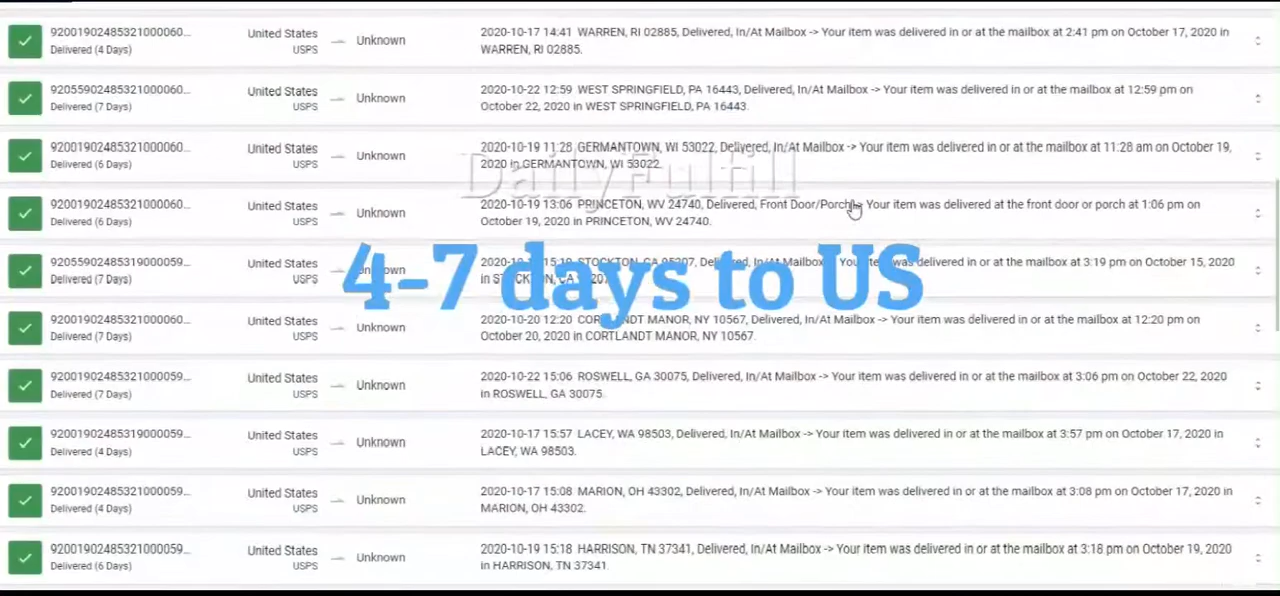 92001902485321000060... United States Unknown 2020-10-17 14:41 WARREN, RI 02885, Delivered, In/At Mailbox -> Your item was delivered in or at the mailbox at 2:41 pm on October 17, 2020 in
Delivered (4 Days) USPS WARREN, RI 02885.
92055902485321000060... United States Unknown 2020-10-22 12:59 WEST SPRINGFIELD, PA 16443, Delivered, In/At Mailbox -> Your item was delivered in or at the mailbox at 12:59 pm on
Delivered (7 Days) USPS October 22, 2020 in WEST SPRINGFIELD, PA 16443.
92001902485321000060... United States Unknown 2020-10-19 11:28 GERMANTOWN, WI 53022, Delivered, In/At Mailbox -> Your item was delivered in or at the mailbox at 11:28 am on October 19,
Delivered (6 Days) USPS 2020 in GERMANTOWN, WI 53022.
DailyFulfill
92001902485321000060... United States Unknown 2020-10-19 13:06 PRINCETON, WV 24740, Delivered, Front Door/Porch -> Your item was delivered at the front door or porch at 1:06 pm on
Delivered (6 Days) USPS October 19, 2020 in PRINCETON, WV 24740.
92055902485319000059... United States Unknown 15:19 STOCKTON, CA 95207, Delivered, In/At Mailbox -> Your item was delivered in or at the mailbox at 3:19 pm on October 15, 2020
Delivered (7 Days) USPS in STOCKTON, CA 95207.
4-7 days to US
92001902485321000060... United States Unknown 2020-10-20 12:20 CORTLANDT MANOR, NY 10567, Delivered, In/At Mailbox -> Your item was delivered in or at the mailbox at 12:20 pm on
Delivered (7 Days) USPS October 20, 2020 in CORTLANDT MANOR, NY 10567.
92001902485321000059... United States Unknown 2020-10-22 15:06 ROSWELL, GA 30075, Delivered, In/At Mailbox -> Your item was delivered in or at the mailbox at 3:06 pm on October 22, 2020
Delivered (7 Days) USPS in ROSWELL, GA 30075.
92001902485319000059... United States Unknown 2020-10-17 15:57 LACEY, WA 98503, Delivered, In/At Mailbox -> Your item was delivered in or at the mailbox at 3:57 pm on October 17, 2020 in
Delivered (4 Days) USPS LACEY, WA 98503.
92001902485321000059... United States Unknown 2020-10-17 15:08 MARION, OH 43302, Delivered, In/At Mailbox -> Your item was delivered in or at the mailbox at 3:08 pm on October 17, 2020 in
Delivered (4 Days) USPS MARION, OH 43302.
92001902485321000059... United States Unknown 2020-10-19 15:18 HARRISON, TN 37341, Delivered, In/At Mailbox -> Your item was delivered in or at the mailbox at 3:18 pm on October 19, 2020
Delivered (6 Days) USPS in HARRISON, TN 37341.